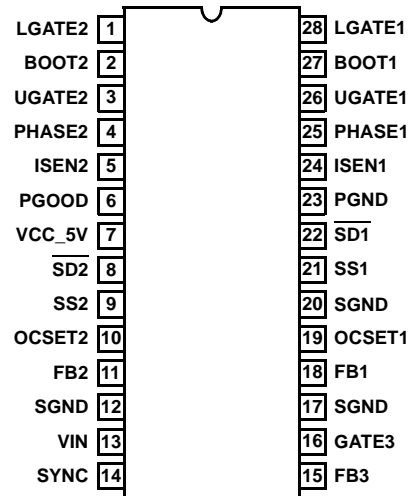 LGATE2 1 28 LGATE1
BOOT2 2 27 BOOT1
UGATE2 3 26 UGATE1
PHASE2 4 25 PHASE1
ISEN2 5 24 ISEN1
PGOOD 6 23 PGND
VCC_5V 7 22 SD1
SD2 8 21 SS1
SS2 9 20 SGND
OCSET2 10 19 OCSET1
FB2 11 18 FB1
SGND 12 17 SGND
VIN 13 16 GATE3
SYNC 14 15 FB3